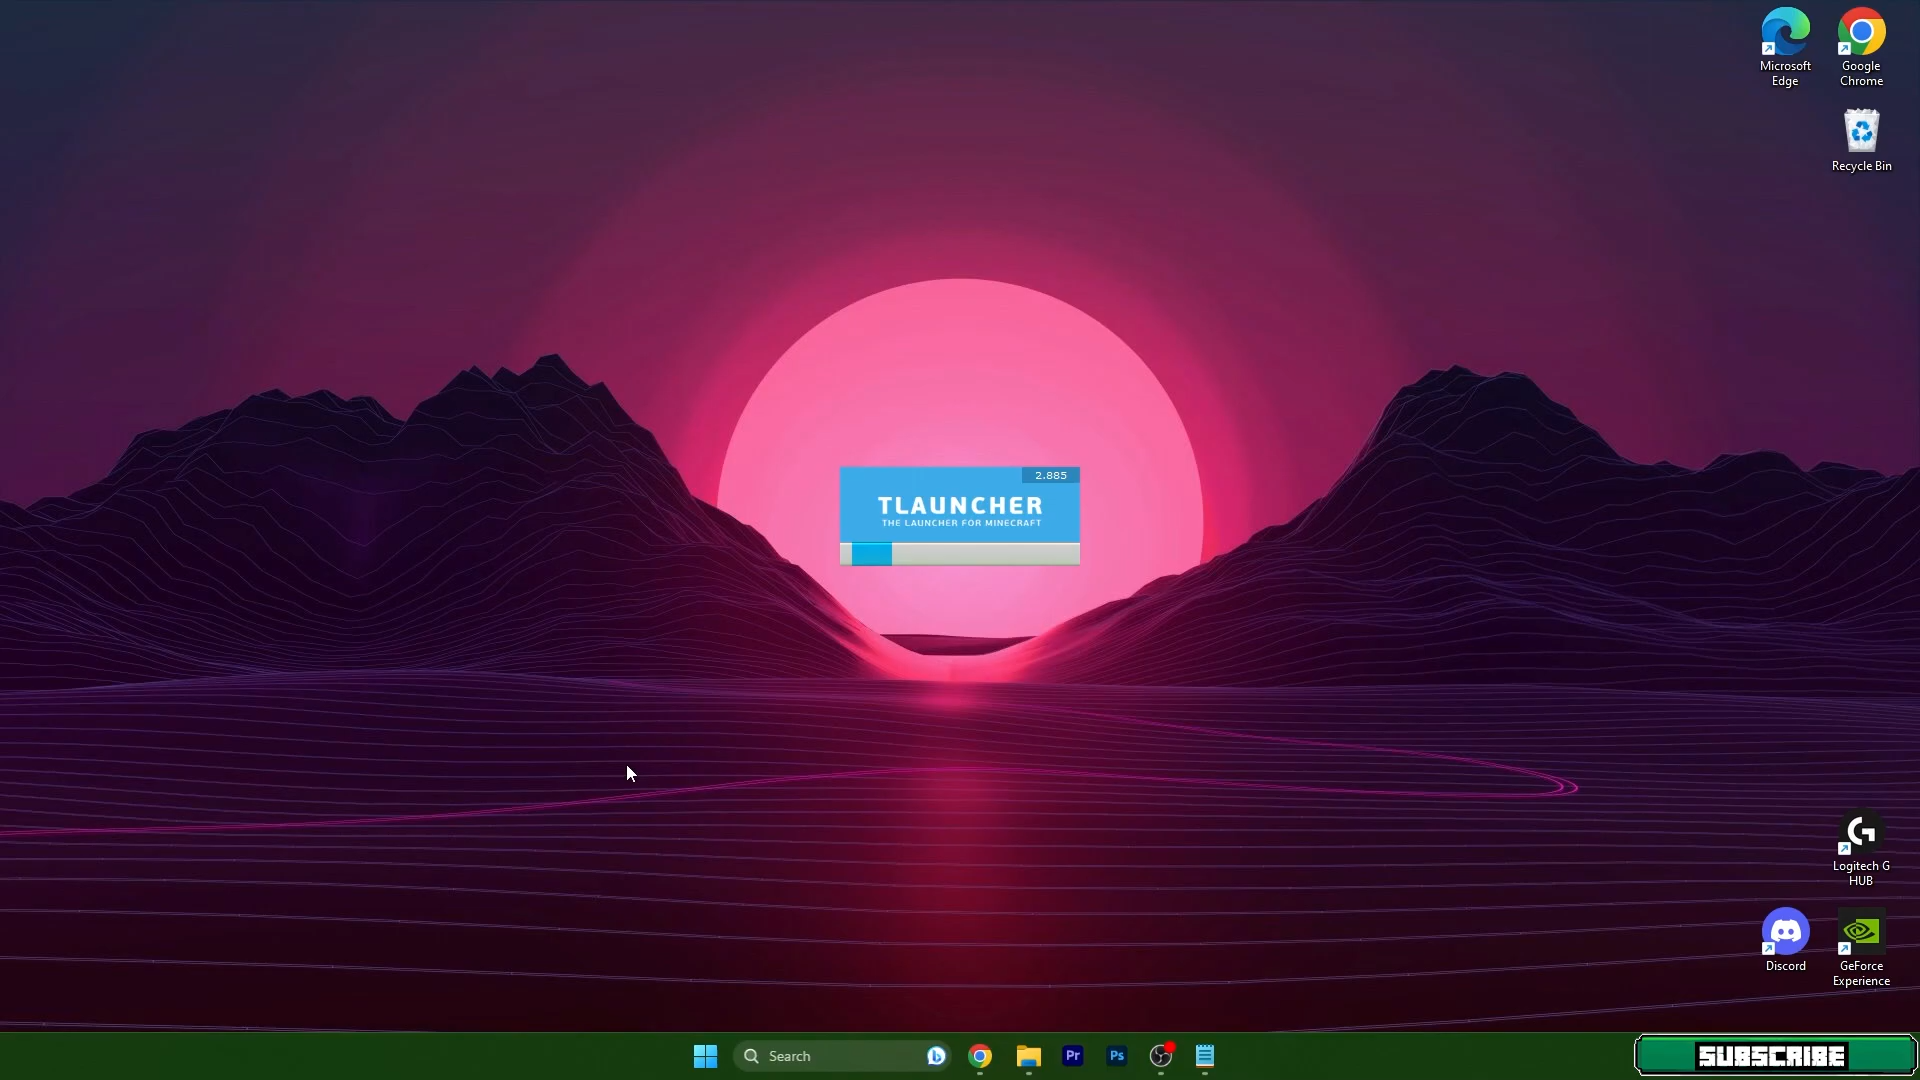 Microsoft
Edge
Google
Chrome
Recycle Bin
2.885
TLAUNCHER
THE LAUNCHER FOR MINECRAFT
Logitech G
HUB
Discord
GeForce
Experience
Search
Pr
Ps
SUBSCRIBE